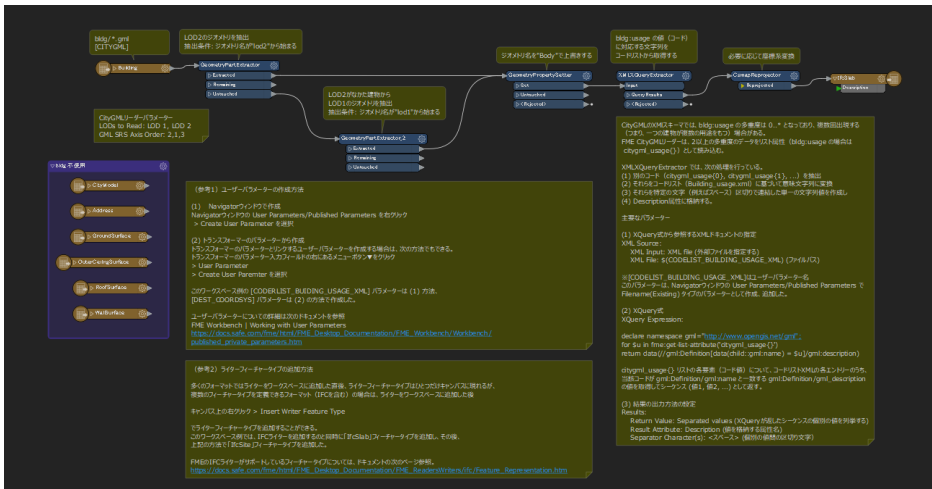 bldg/*.gml
[CITYGML]
Building
LOD2のジオメトリを抽出
抽出条件: ジオメトリ名が"lod2"から始まる
GeometryPartExtractor
Extracted
Remaining
Untouched
LOD2がなかった建物から
LOD1のジオメトリを抽出
抽出条件: ジオメトリ名が"lod1"から始まる
GeometryPartExtractor_2
Extracted
Remaining
Untouched
ジオメトリ名を"Body"で上書きする
GeometryPropertySetter
Untouched
<Rejected>
bldg:usage の値（コード）
に対応する文字列を
コードリストから取得する
XMLXQueryExtractor
Input
Query Results
<Rejected>
必要に応じ座標系変換
CsmapReprojector
Reprojected
IfcSlab
Description
CityGMLリーダーパラメーター
LODs to Read: LOD 1, LOD 2
GML SRS Axis Order: 2,1,3
bldg 不使用
CityModel
Address
GroundSurface
OuterCeilingSurface
RoofSurface
WallSurface
（参考1）ユーザーパラメーターの作成方法
(1) Navigatorウィンドウで作成
Navigatorウィンドウの User Parameters/Published Parameters を右クリック
> Create User Parameter を選択
(2) トランスフォーマーのパラメーターから作成
トランスフォーマーのパラメーターとリンクするユーザーパラメーターを作成する場合は、次の方法でもできる。
トランスフォーマーのパラメーター入力フィールドの右にあるメニューボタン▼をクリック
> User Parameter
> Create User Paremter を選択
このワークスペース例の [CODERLIST_BUILDING_USAGE_XML] パラメーターは (1) 方法、
[DEST_COORDSYS] パラメーターは (2) の方法で作成した。
ユーザーパラメーターについての詳細は次のドキュメントを参照
FME Workbench | Working with User Parameters
https://docs.safe.com/fme/html/FME_Desktop_Documentation/FME_Workbench/Workbench/
published_private_parameters.htm
（参考2）ライターフィーチャータイプの追加方法
多くのフォーマットではライターをワークスペースに追加した直後、ライターフィーチャータイプはひとつだけキャンバスに現れるが、
複数のフィーチャータイプを定義できるフォーマット（IFCを含む）の場合は、ライターをワークスペースに追加した後
キャンバス上の右クリック > Insert Writer Feature Type
でライターフィーチャータイプを追加することができる。
このワークスペース例では、IFCライターを追加するのと同時に「IfcSlab」フィーチャータイプを追加し、その後、
上記の方法で「IfcSite」フィーチャータイプを追加した。
FMEのIFCライターがサポートしているフィーチャータイプについては、ドキュメントの次のページ参照。
https://docs.safe.com/fme/html/FME_Desktop_Documentation/FME_ReadersWriters/ifc/Feature_Representation.htm
CityGMLのXMLスキーマでは、bldg:usage の多重度は 0..* となっており、複数回出現する
（つまり、一つの建物が複数の用途をもつ）場合がある。
FME CityGMLリーダーは、2以上の多重度のデータをリスト属性（bldg:usage の場合は
citygml_usage{}）として読み込む。
XMLXQueryExtractor では、次の処理を行っている。
(1) 別のコード（citygml_usage{0}, citygml_usage{1}, ...）を抽出
(2) それらをコードリスト（Building_usage.xml）に基づいて意味文字列に変換
(3) それらを特定の文字（例えばスペース）区切りで連結した単一の文字列値を作成し
(4) Description属性に格納する。
主要なパラメーター
(1) XQuery式から参照するXMLドキュメントの指定
XML Source:
XML Input: XML file (外部ファイルを指定する)
XML File: $(CODELIST_BUILDING_USAGE_XML) (ファイルパス)
※[CODELIST_BUILDING_USAGE_XML]はユーザーパラメーター名
このパラメーターは、Navigatorウィンドウの User Parameters/Published Parameters で
Filename(Existing) タイプのパラメーターとして作成、追加した。
(2) XQuery式
XQuery Expression:
declare namespace gml="http://www.opengis.net/gml";
for $u in fme:get-list-attribute('citygml_usage{}')
return data(//gml:Definition[data(child::gml:name) = $u]/gml:description)
citygml_usage{} リストの各要素（コード値）について、コードリストXMLの各エントリのうち、
当該コードが gml:Definition/gml:name と一致する gml:Definition/gml_description
の値を取得してシーケンス (値1, 値2, ...) として返す。
(3) 結果の出力方法の設定
Results:
Return Value: Separated values (XQueryが返したシーケンスの個別の値を列挙する)
Result Attribute: Description (値を格納する属性名)
Separator Character(s): <スペース> (個別の値間の区切り文字)